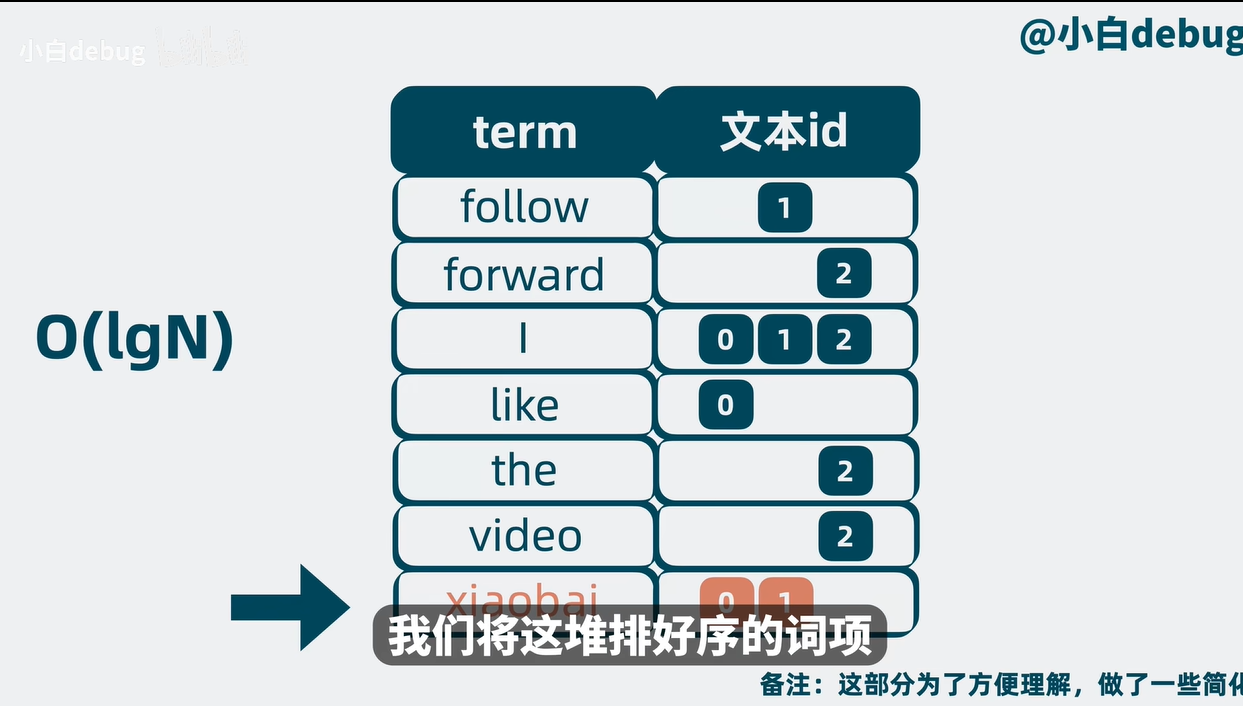 小白debug
@小白debug
term 文本id
follow 1
forward 2
I 0 1 2
like 0
the 2
video 2
xiaobai 0 1
O(lgN)
我们将这堆排好序的词项
备注：这部分为了方便理解，做了一些简化